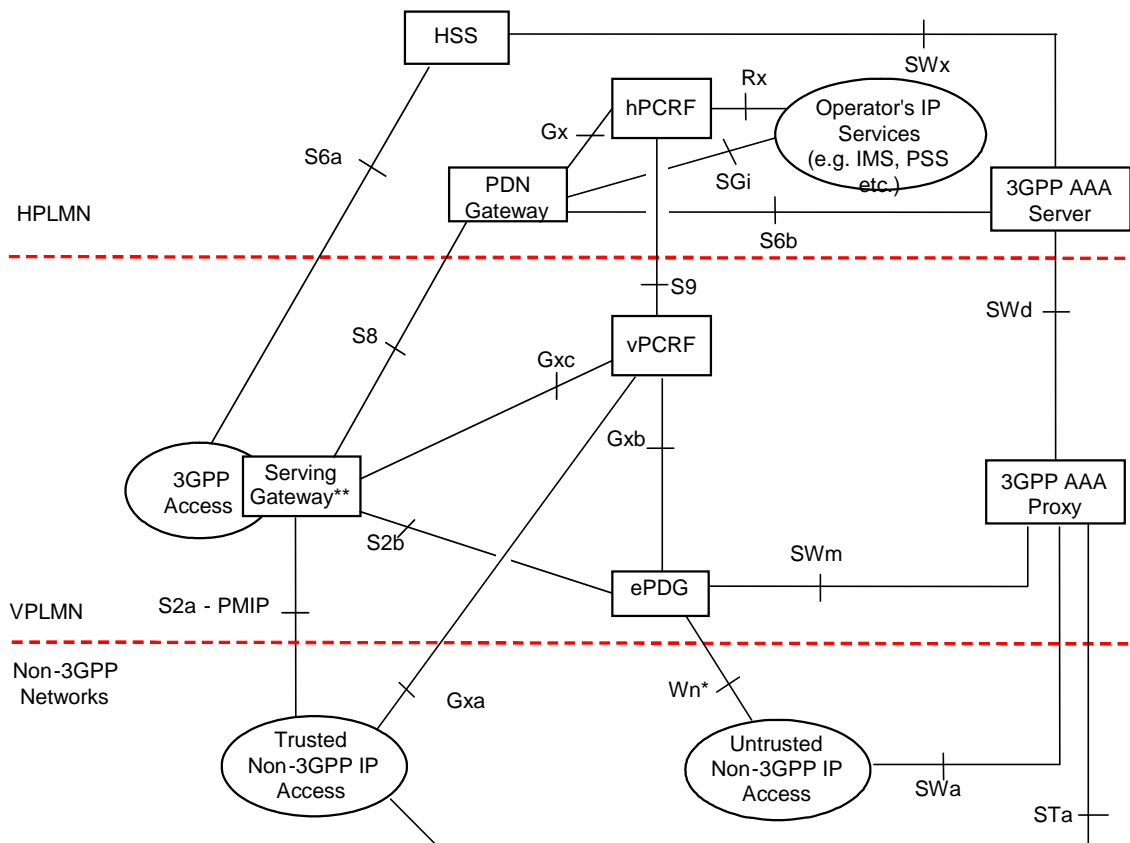 HSS
SWx
Rx
hPCRF
Operator's IP
Services
(e.g. IMS, PSS
etc.)
Gx
S6a
SGi
PDN
Gateway
3GPP AAA
Server
HPLMN
S6b
S9
SWd
S8
vPCRF
Gxc
Gxb
3GPP
Access
Serving
Gateway**
3GPP AAA
Proxy
S2b
SWm
ePDG
S2a - PMIP
VPLMN
Non-3GPP
Networks
Gxa
Wn*
Trusted
Non-3GPP IP
Access
Untrusted
Non-3GPP IP
Access
SWa
STa